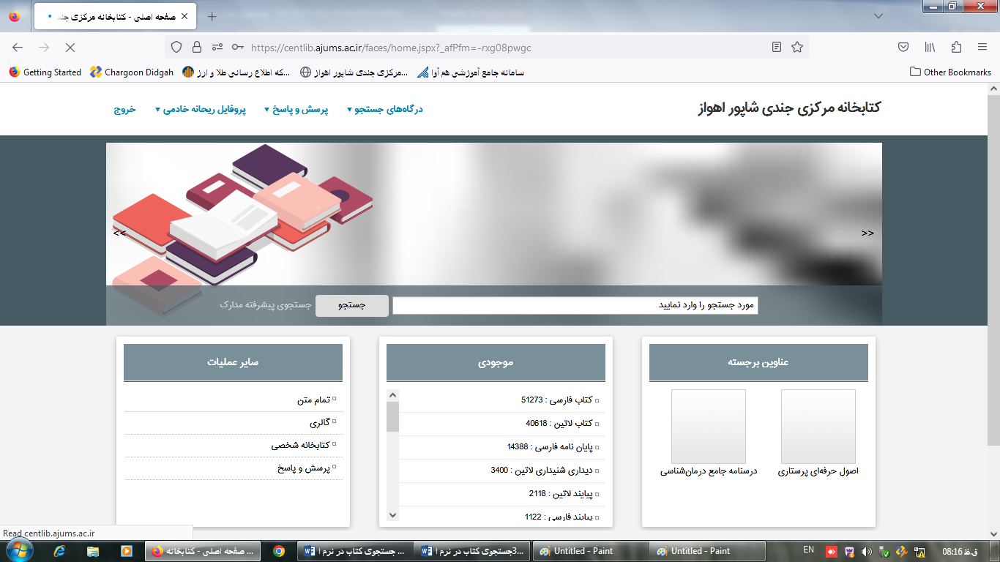 صفحه اصلی - کتابخانه مرکزی جند
https://centlib.ajums.ac.ir/faces/home.jspx?_afPfm=-rxg08pwgc
Getting Started
Chargoon Didgah
که اطلاع رسانی طلا و ارز...
مرکزی جندی شاپور اهواز...
سامانه جامع آموزشی هم آوا
Other Bookmarks
کتابخانه مرکزی جندی شاپور اهواز
درگاه‌های جستجو ▼
پرسش و پاسخ ▼
پروفایل ریحانه خادمی ▼
خروج
<<
>>
مورد جستجو را وارد نمایید
جستجو
جستجوی پیشرفته مدارک
عناوین برجسته
اصول حرفه‌ای پرستاری
درسنامه جامع درمان‌شناسی
موجودی
کتاب فارسی : 51273
کتاب لاتین : 40618
پایان نامه فارسی : 14388
دیداری شنیداری لاتین : 3400
پیایند لاتین : 2118
پیایند فارسی : 1122
سایر عملیات
تمام متن
گالری
کتابخانه شخصی
پرسش و پاسخ
Read centlib.ajums.ac.ir
صفحه اصلی - کتابخانه ...
جستجوی کتاب در نرم ا ...
3جستجوی کتاب در نرم ا...
Untitled - Paint
Untitled - Paint
EN
08:16 ق.ظ